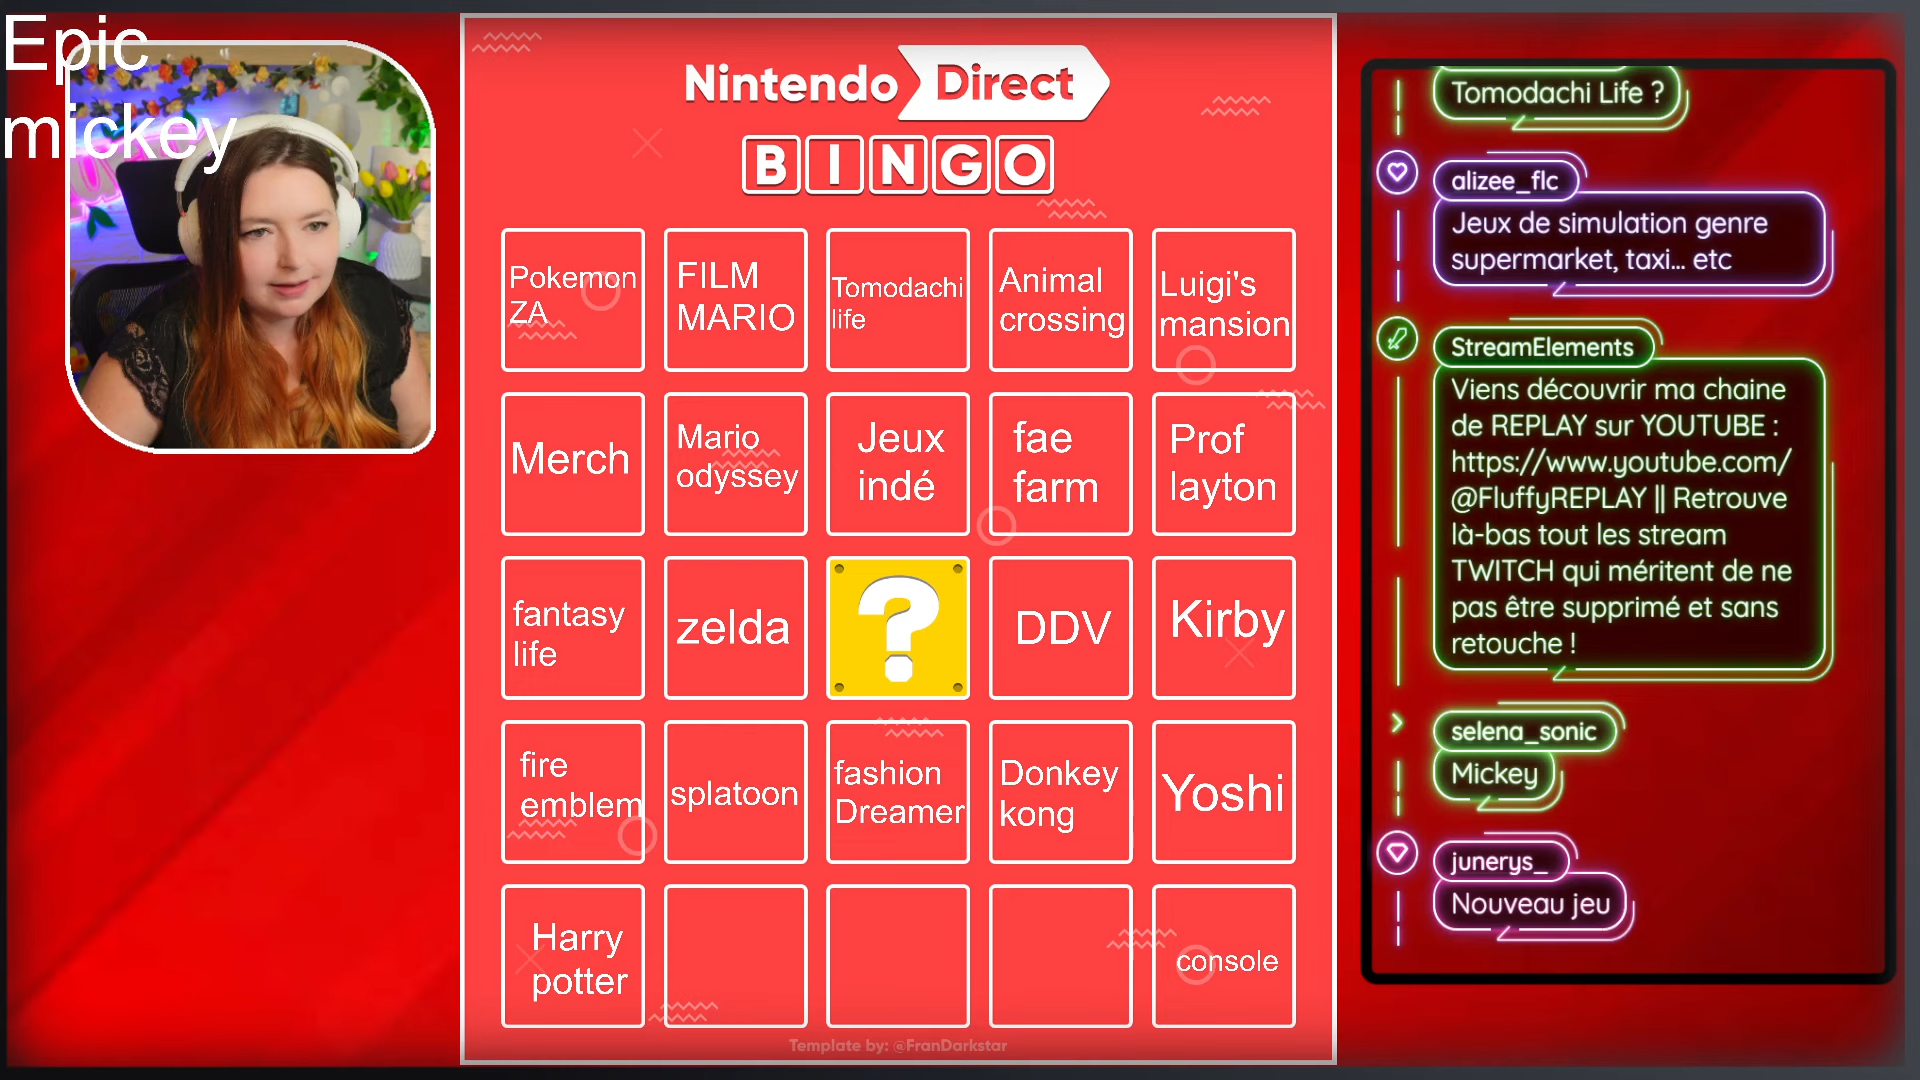 Epic
mickey
Nintendo Direct
BINGO
Pokemon
ZA
FILM
MARIO
Tomodachi
life
Animal
crossing
Luigi's
mansion
Merch
Mario
odyssey
Jeux
indé
fae
farm
Prof
layton
fantasy
life
zelda
?
DDV
Kirby
fire
emblem
splatoon
fashion
Dreamer
Donkey
kong
Yoshi
Harry
potter
console
Template by: @FranDarkstar
Tomodachi Life ?
alizee_flc
Jeux de simulation genre
supermarket, taxi... etc
StreamElements
Viens découvrir ma chaine
de REPLAY sur YOUTUBE :
https://www.youtube.com/
@FluffyREPLAY || Retrouve
là-bas tout les stream
TWITCH qui méritent de ne
pas être supprimé et sans
retouche !
selena_sonic
Mickey
junerys_
Nouveau jeu